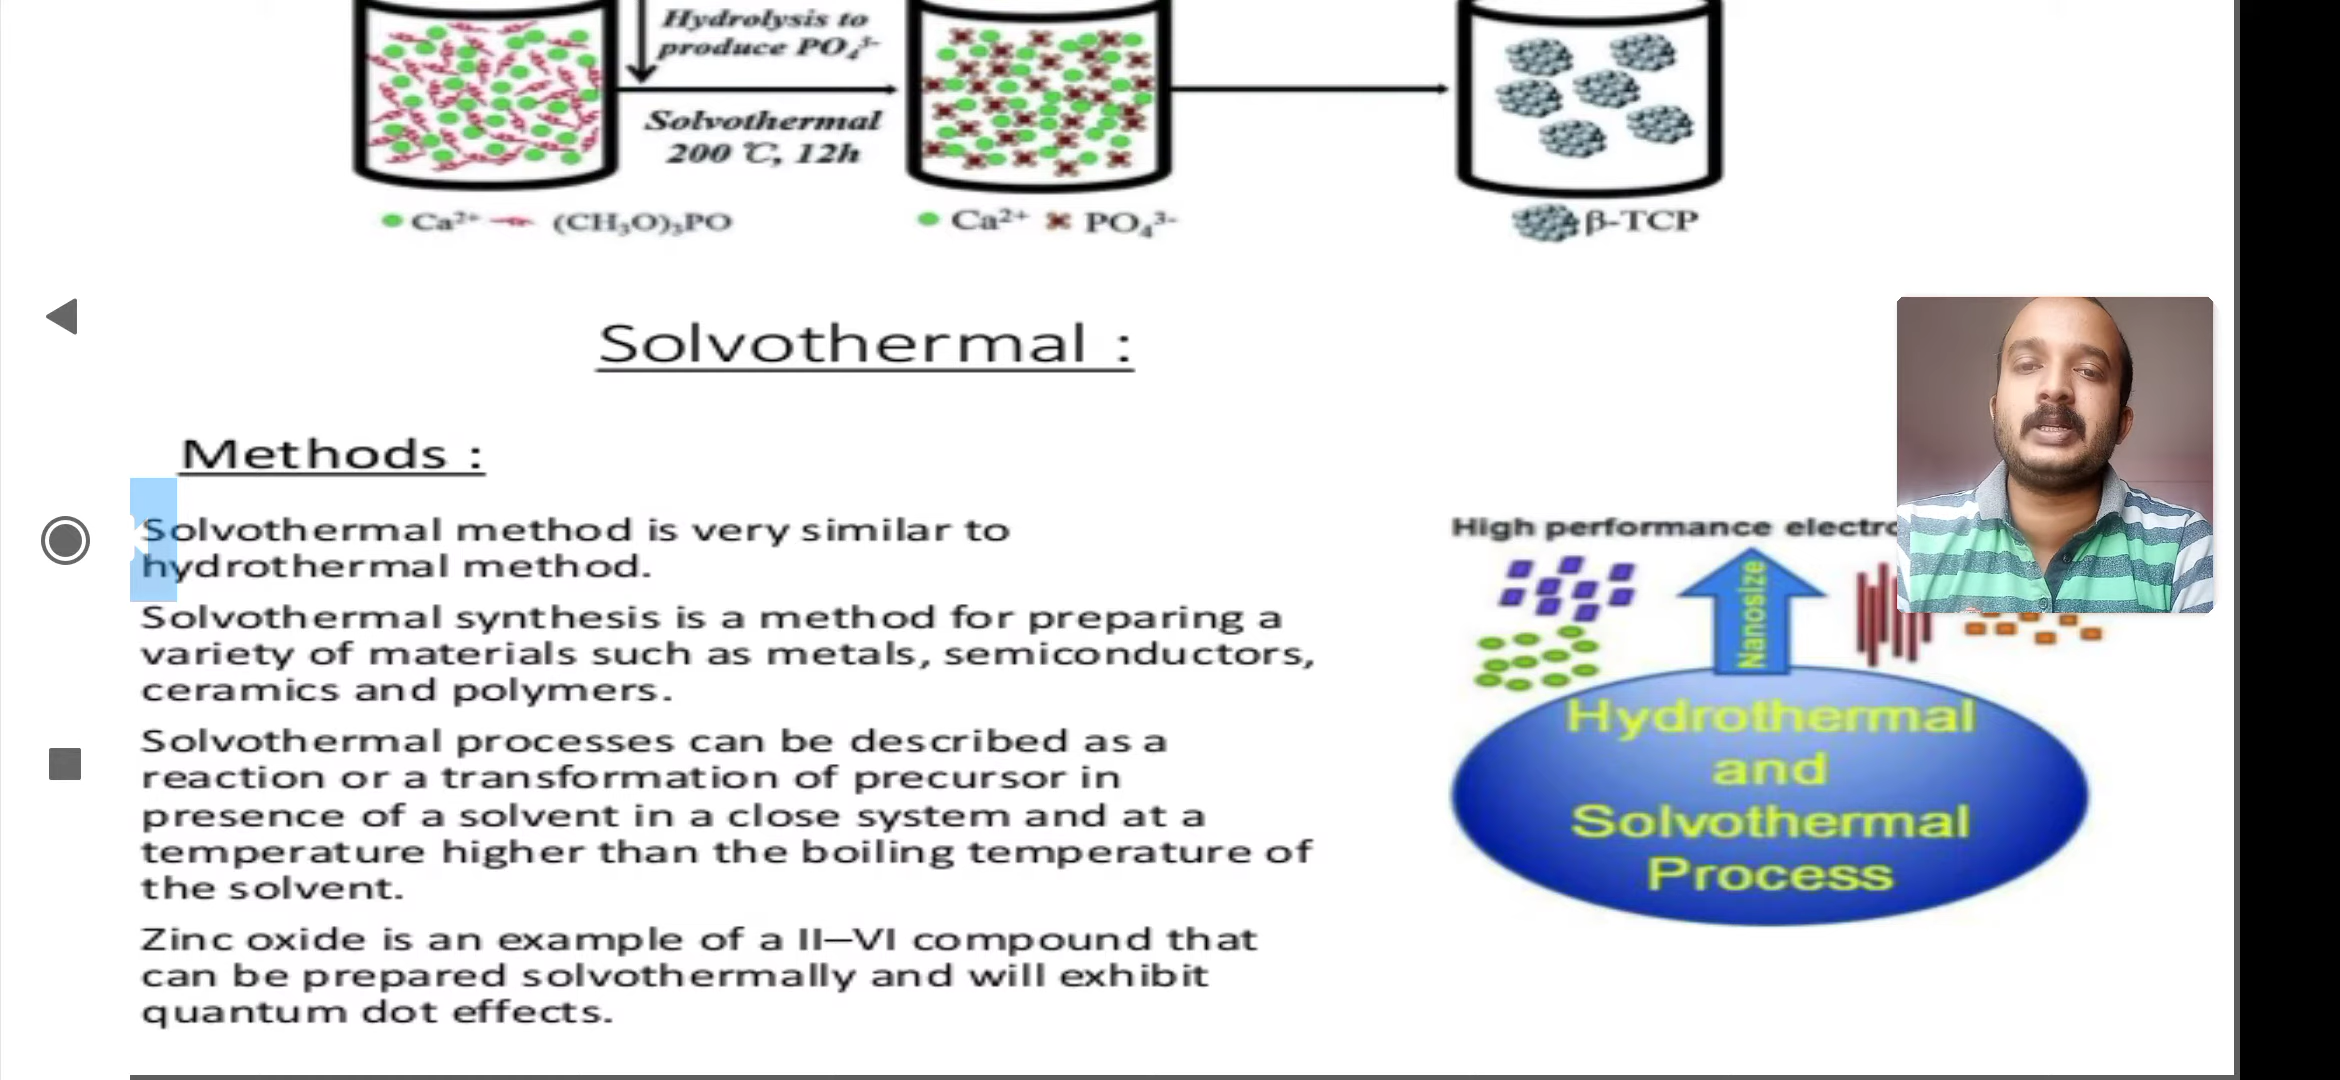 Hydrolysis to
produce PO₄³⁻
Solvothermal
200 ℃, 12h
Ca²⁺ (CH₃O)₃PO
Ca²⁺ PO₄³⁻
β-TCP
Solvothermal :
Methods :
Solvothermal method is very similar to
hydrothermal method.
Solvothermal synthesis is a method for preparing a
variety of materials such as metals, semiconductors,
ceramics and polymers.
Solvothermal processes can be described as a
reaction or a transformation of precursor in
presence of a solvent in a close system and at a
temperature higher than the boiling temperature of
the solvent.
Zinc oxide is an example of a II–VI compound that
can be prepared solvothermally and will exhibit
quantum dot effects.
High performance
Nanosize
Hydrothermal
and
Solvothermal
Process